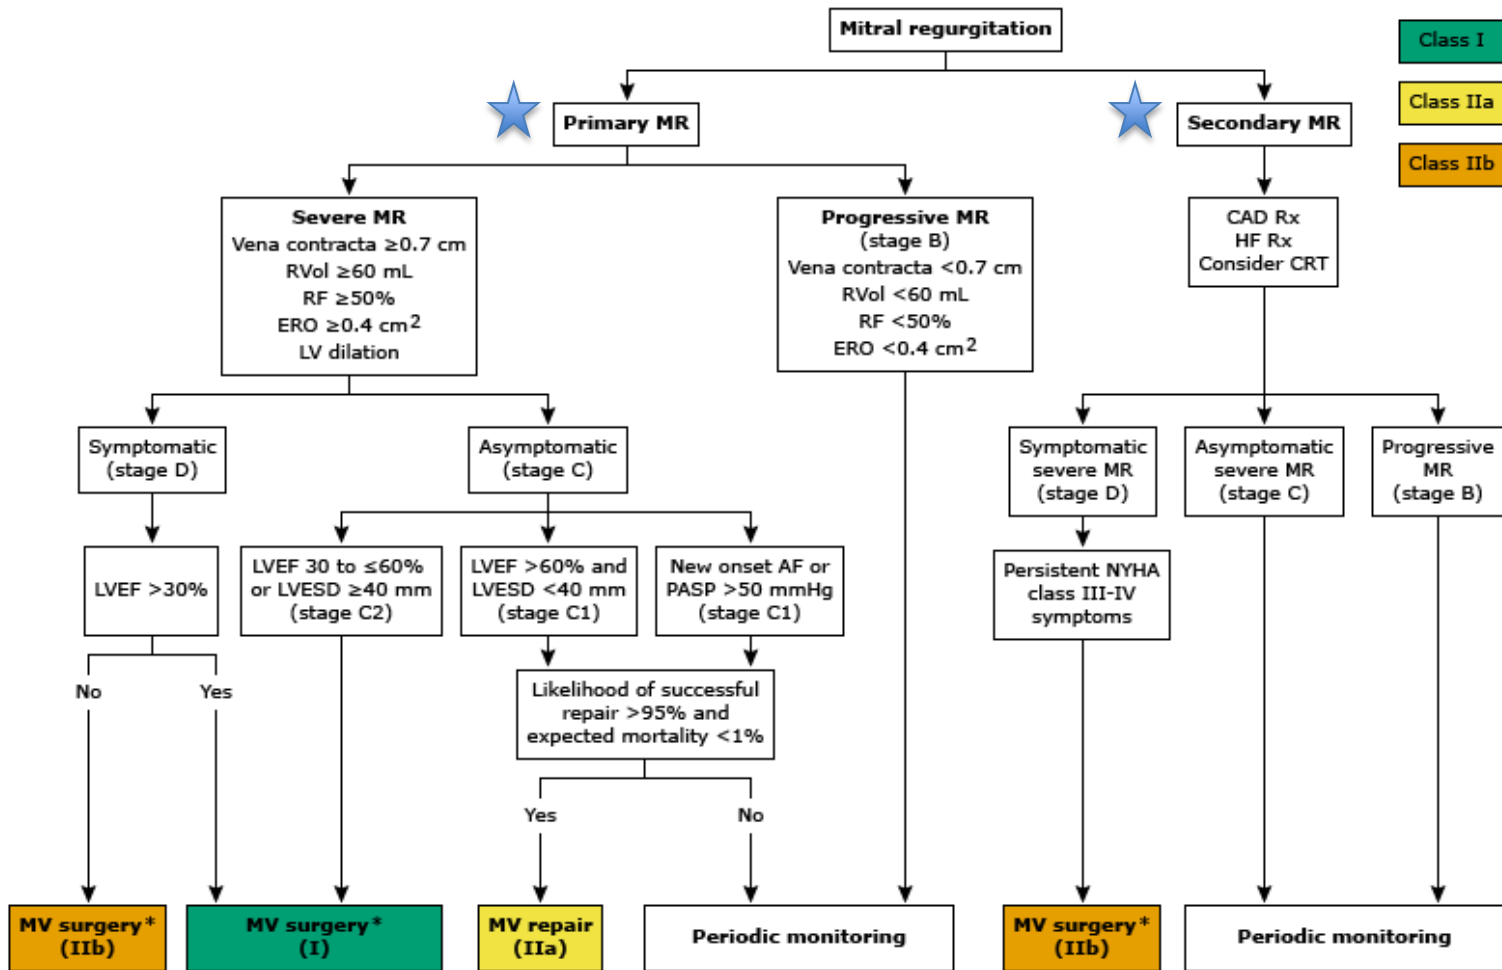 Mitral regurgitation
Class I
Class IIa
Class IIb
Primary MR
Secondary MR
Severe MR
Vena contracta ≥0.7 cm
RVol ≥60 mL
RF ≥50%
ERO ≥0.4 cm²
LV dilation
Progressive MR
(stage B)
Vena contracta <0.7 cm
RVol <60 mL
RF <50%
ERO <0.4 cm²
CAD Rx
HF Rx
Consider CRT
Symptomatic
(stage D)
Asymptomatic
(stage C)
Symptomatic
severe MR
(stage D)
Asymptomatic
severe MR
(stage C)
Progressive
MR
(stage B)
LVEF >30%
LVEF 30 to ≤60%
or LVESD ≥40 mm
(stage C2)
LVEF >60% and
LVESD <40 mm
(stage C1)
New onset AF or
PASP >50 mmHg
(stage C1)
Persistent NYHA
class III-IV
symptoms
No
Yes
Likelihood of successful
repair >95% and
expected mortality <1%
Yes
No
MV surgery*
(IIb)
MV surgery*
(I)
MV repair
(IIa)
Periodic monitoring
MV surgery*
(IIb)
Periodic monitoring